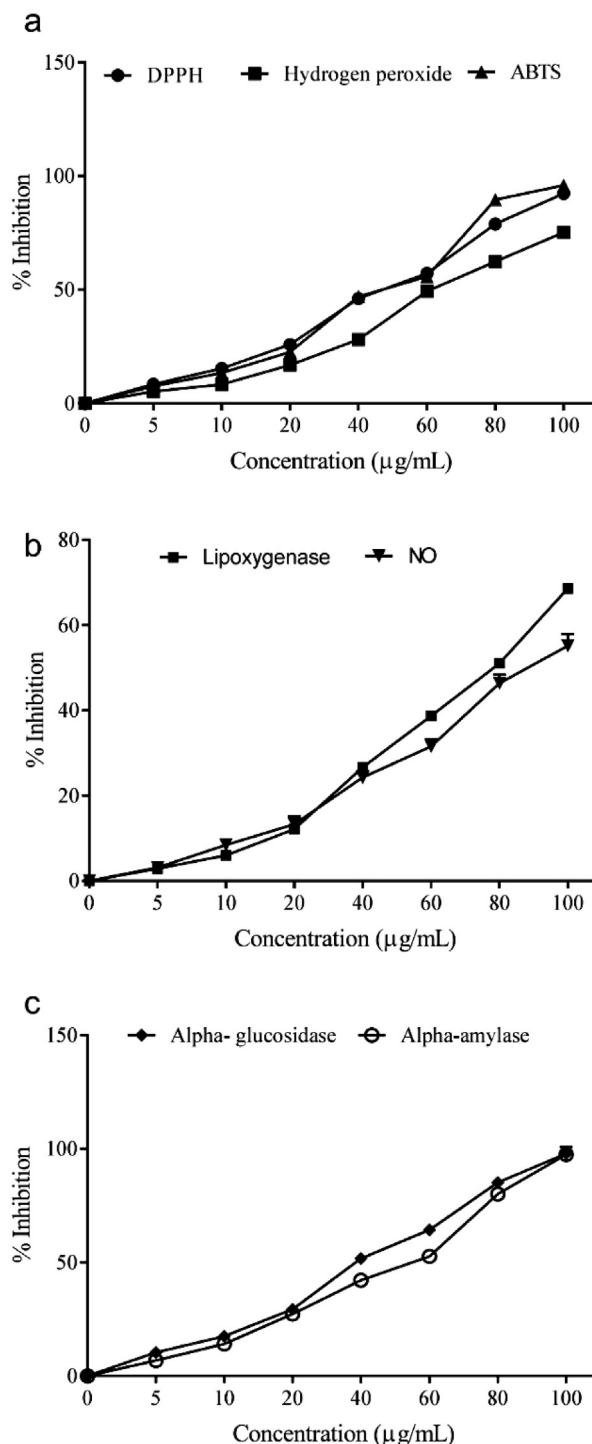 a
150
DPPH Hydrogen peroxide ABTS
100
% Inhibition
50
0
0 5 10 20 40 60 80 100
Concentration (μg/mL)
b
80
Lipoxygenase NO
60
% Inhibition
40
20
0
0 5 10 20 40 60 80 100
Concentration (μg/mL)
c
150
Alpha- glucosidase Alpha-amylase
100
% Inhibition
50
0
0 5 10 20 40 60 80 100
Concentration (μg/mL)